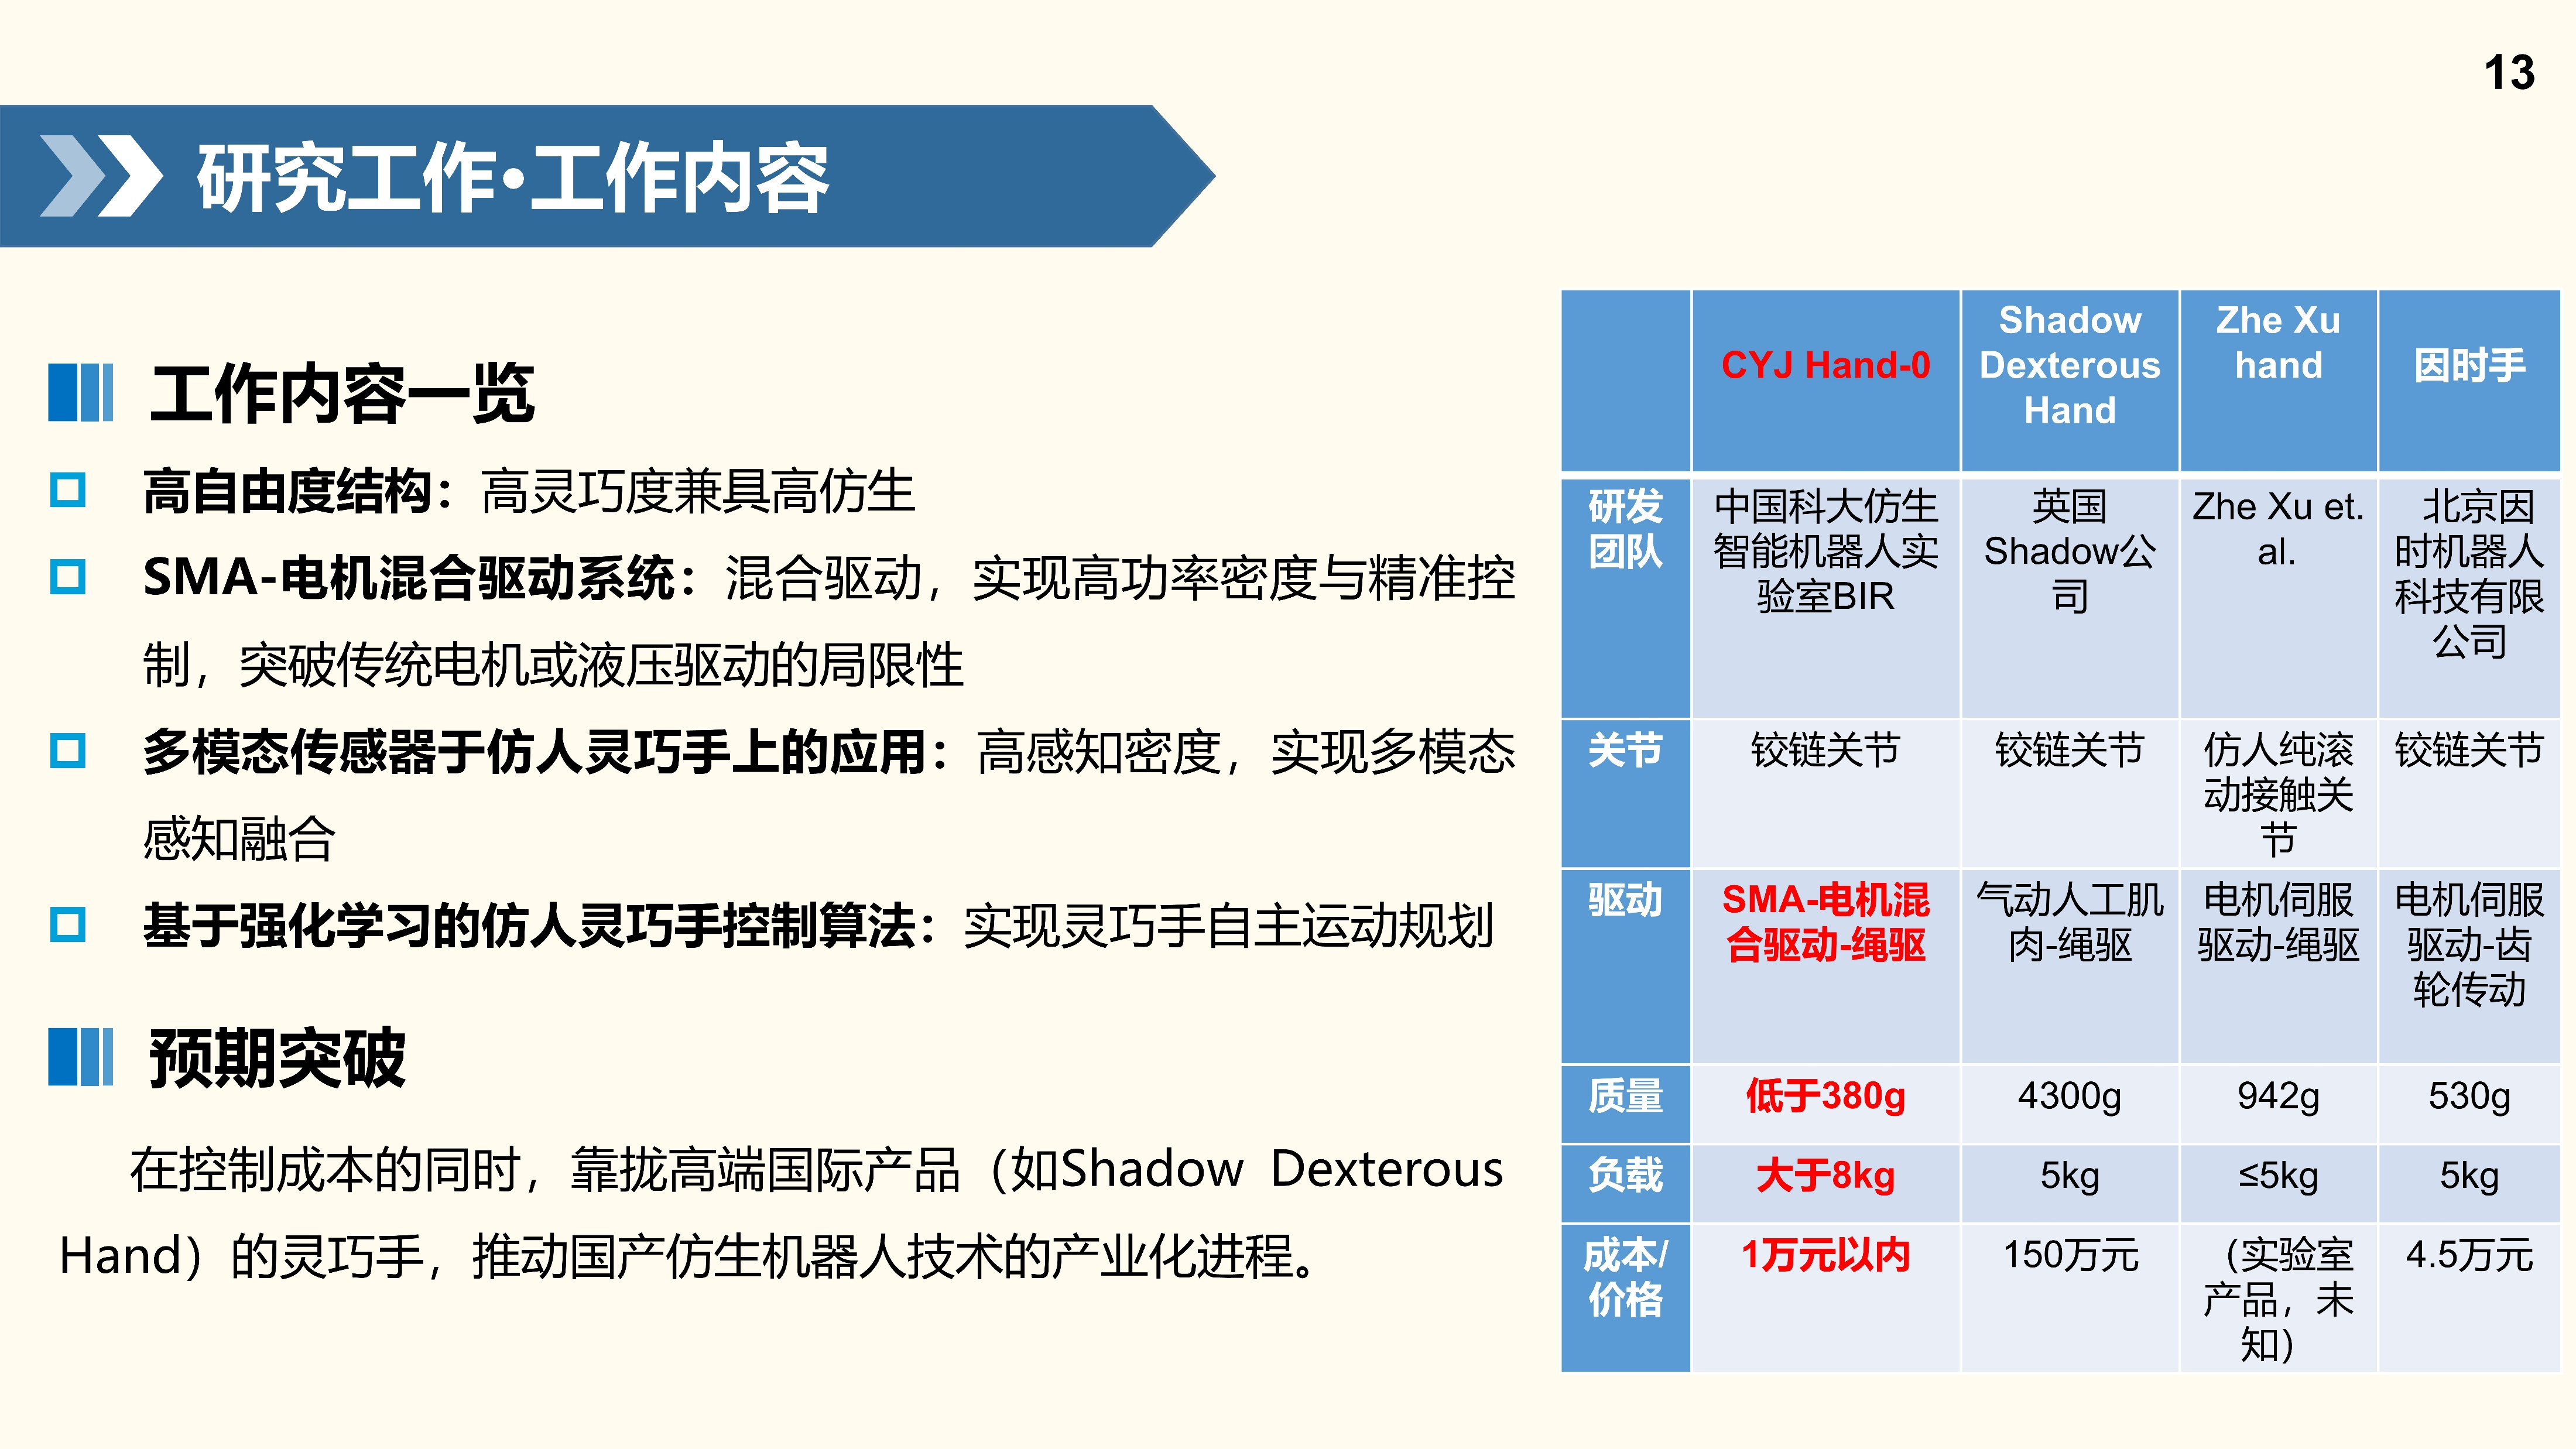 13
研究工作·工作内容
工作内容一览
高自由度结构：高灵巧度兼具高仿生
SMA-电机混合驱动系统：混合驱动，实现高功率密度与精准控
制，突破传统电机或液压驱动的局限性
多模态传感器于仿人灵巧手上的应用：高感知密度，实现多模态
感知融合
基于强化学习的仿人灵巧手控制算法：实现灵巧手自主运动规划
预期突破
在控制成本的同时，靠拢高端国际产品（如Shadow Dexterous
Hand）的灵巧手，推动国产仿生机器人技术的产业化进程。
CYJ Hand-0
Shadow
Dexterous
Hand
Zhe Xu
hand
因时手
研发
团队
中国科大仿生
智能机器人实
验室BIR
英国
Shadow公
司
Zhe Xu et.
al.
北京因
时机器人
科技有限
公司
关节
铰链关节
铰链关节
仿人纯滚
动接触关
节
铰链关节
驱动
SMA-电机混
合驱动-绳驱
气动人工肌
肉-绳驱
电机伺服
驱动-绳驱
电机伺服
驱动-齿
轮传动
质量
低于380g
4300g
942g
530g
负载
大于8kg
5kg
≤5kg
5kg
成本/
价格
1万元以内
150万元
（实验室
产品，未
知）
4.5万元